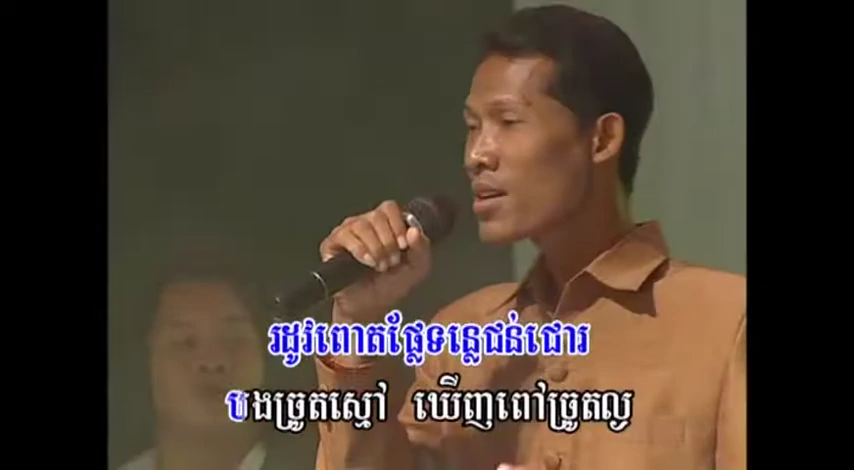 រដូវពោតផ្លែទន្លេជន់ជោរ
បងច្រូតស្មៅ ឃើញពៅច្រូតល្ង